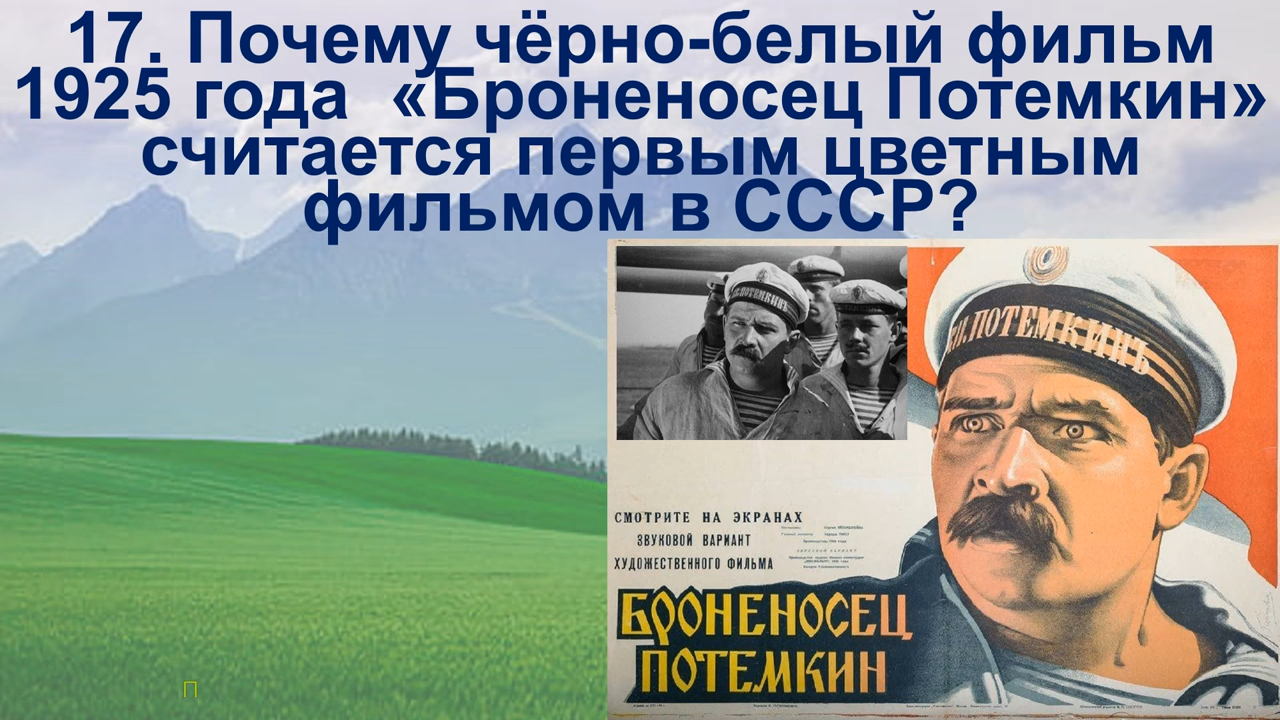 17. Почему чёрно-белый фильм
1925 года «Броненосец Потемкин»
считается первым цветным
фильмом в СССР?
ПОТЕМКИНЪ
ПОТЕМКИНЪ
СМОТРИТЕ НА ЭКРАНАХ
ЗВУКОВОЙ ВАРИАНТ
ХУДОЖЕСТВЕННОГО ФИЛЬМА
БРОНЕНОСЕЦ
ПОТЕМКИН
П